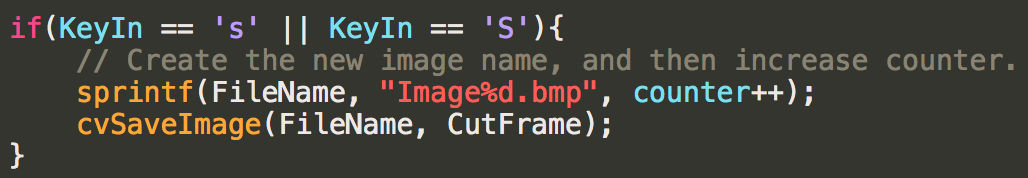 if(KeyIn == 's' || KeyIn == 'S'){
    // Create the new image name, and then increase counter.
    sprintf(FileName, "Image%d.bmp", counter++);
    cvSaveImage(FileName, CutFrame);
}